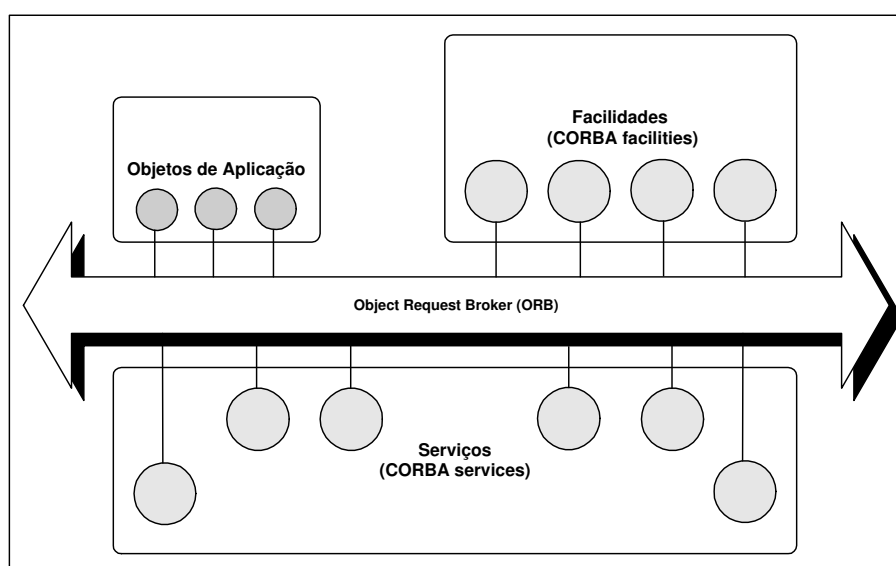 Facilidades
(CORBA facilities)
Objetos de Aplicação
Object Request Broker (ORB)
Serviços
(CORBA services)